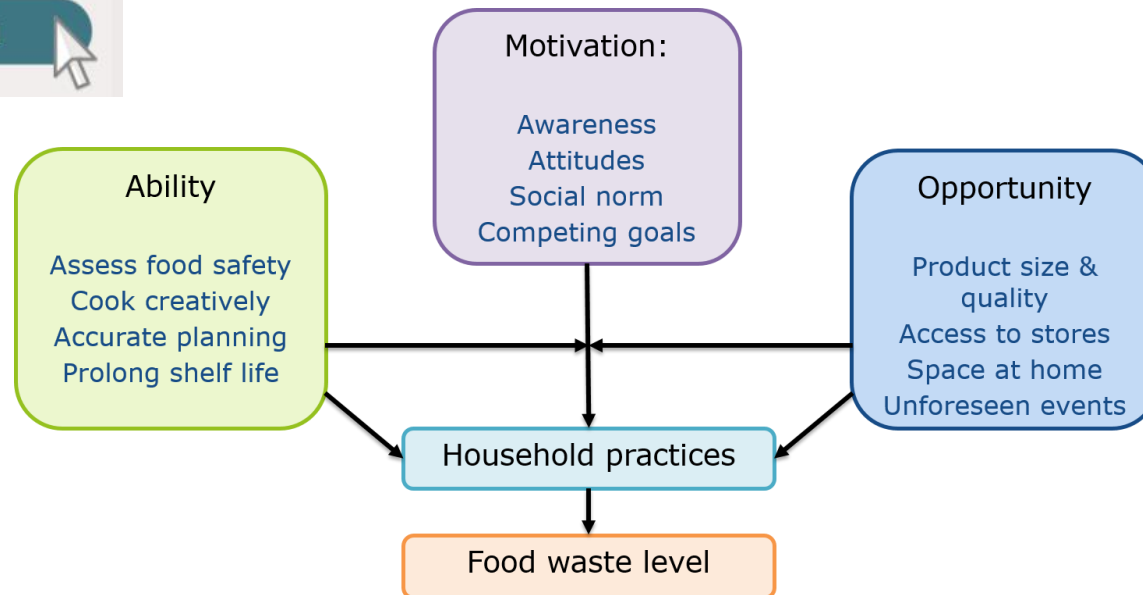 Motivation:
Awareness
Attitudes
Social norm
Competing goals
Ability
Assess food safety
Cook creatively
Accurate planning
Prolong shelf life
Opportunity
Product size &
quality
Access to stores
Space at home
Unforeseen events
Household practices
Food waste level